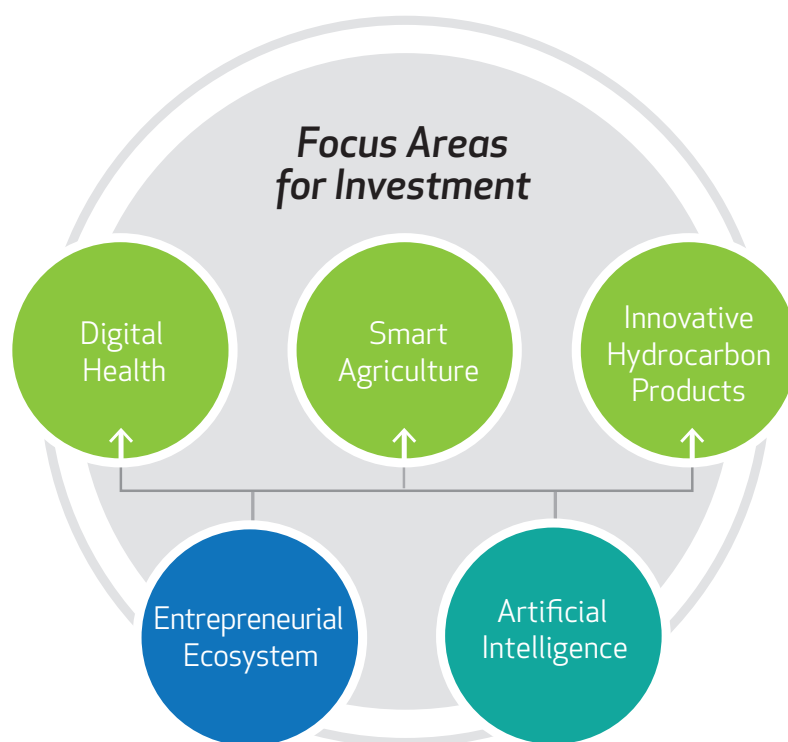 Focus Areas
for Investment
Digital
Health
Smart
Agriculture
Innovative
Hydrocarbon
Products
Entrepreneurial
Ecosystem
Artificial
Intelligence